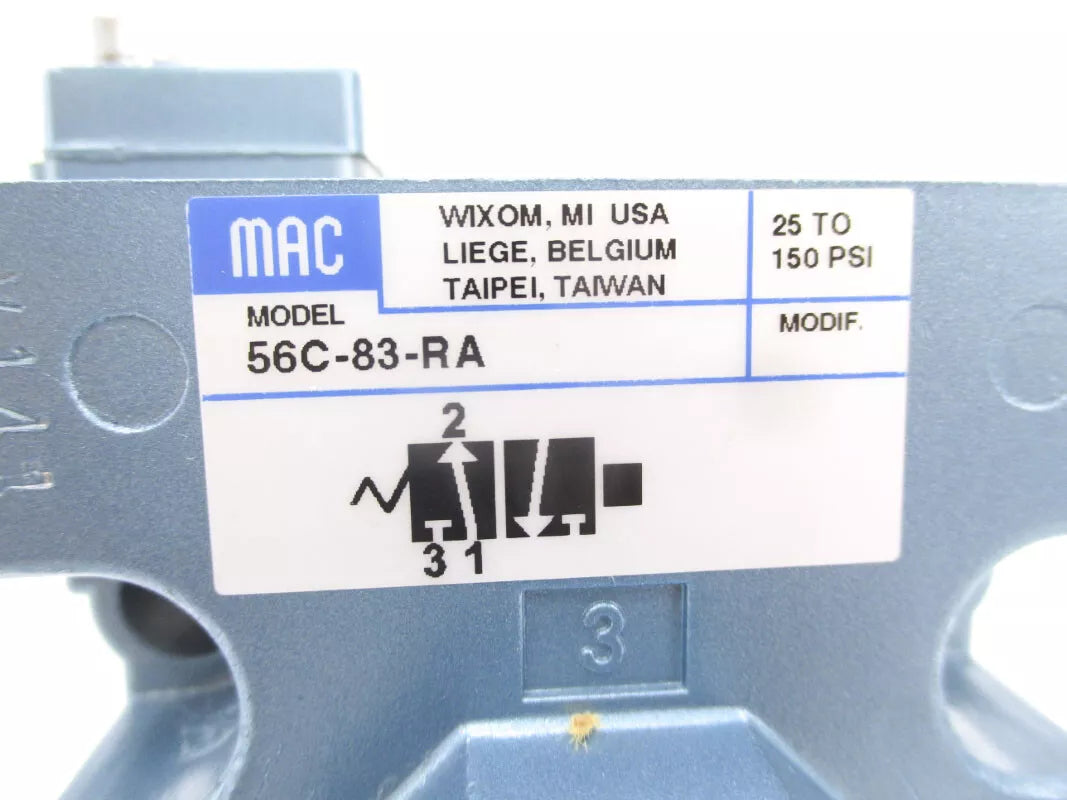 MAC
WIXOM, MI USA
LIEGE, BELGIUM
TAIPEI, TAIWAN
25 TO
150 PSI
MODEL
56C-83-RA
MODIF.
2
3 1
3